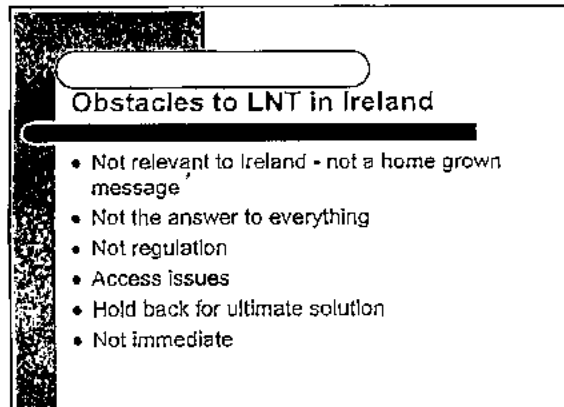 Obstacles to LNT in Ireland
• Not relevant to Ireland - not a home grown
message
• Not the answer to everything
• Not regulation
• Access issues
• Hold back for ultimate solution
• Not immediate